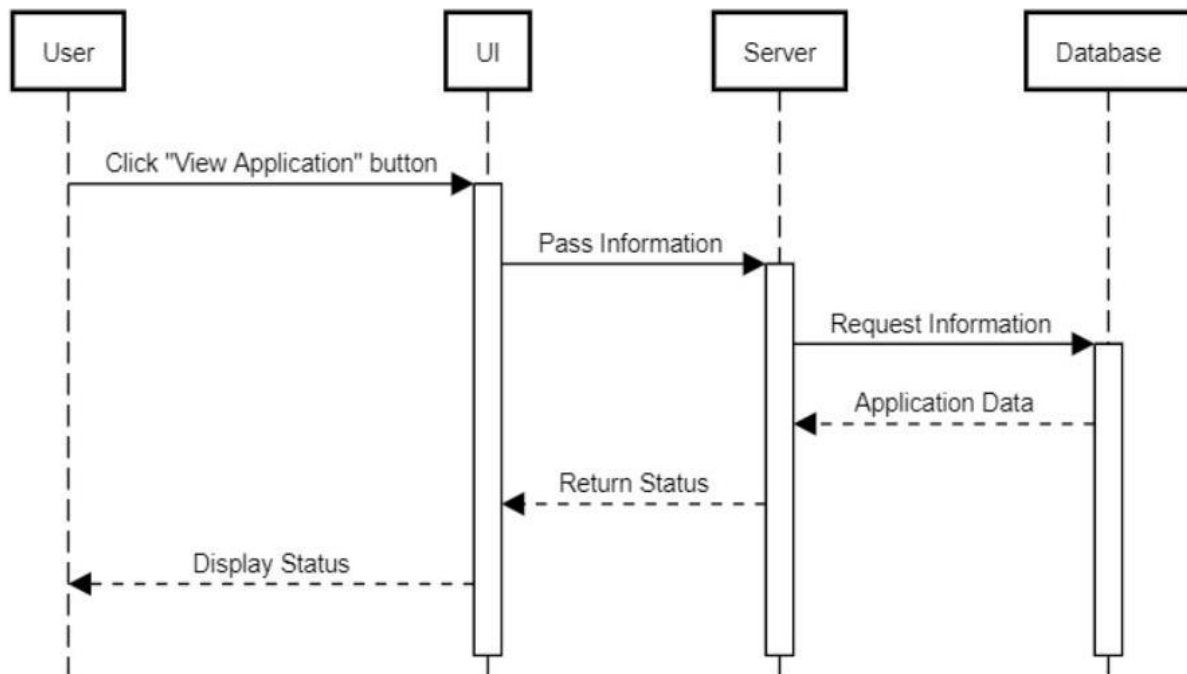 User
UI
Server
Database
Click "View Application" button
Pass Information
Request Information
Application Data
Return Status
Display Status